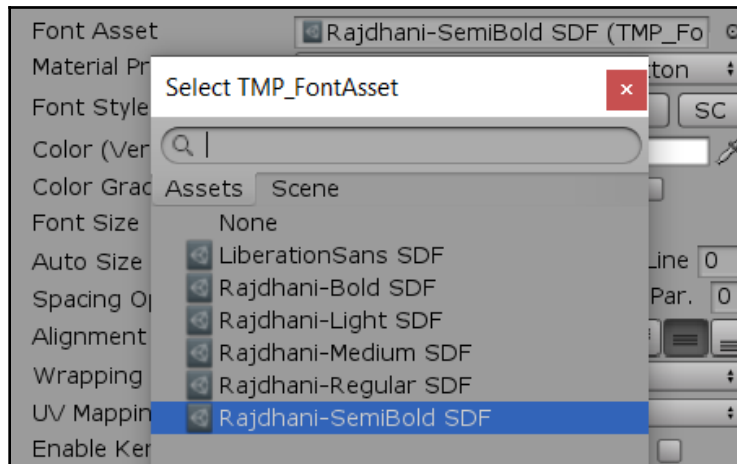 Font Asset Rajdhani-SemiBold SDF (TMP_Fo
Material Pr tton
Select TMP_FontAsset
Font Style SC
Color (Ver
Color Grad
Assets Scene
Font Size None
Auto Size LiberationSans SDF Line 0
Spacing Op Rajdhani-Bold SDF Par. 0
Alignment Rajdhani-Light SDF
Rajdhani-Medium SDF
Wrapping Rajdhani-Regular SDF
UV Mappin Rajdhani-SemiBold SDF
Enable Ker